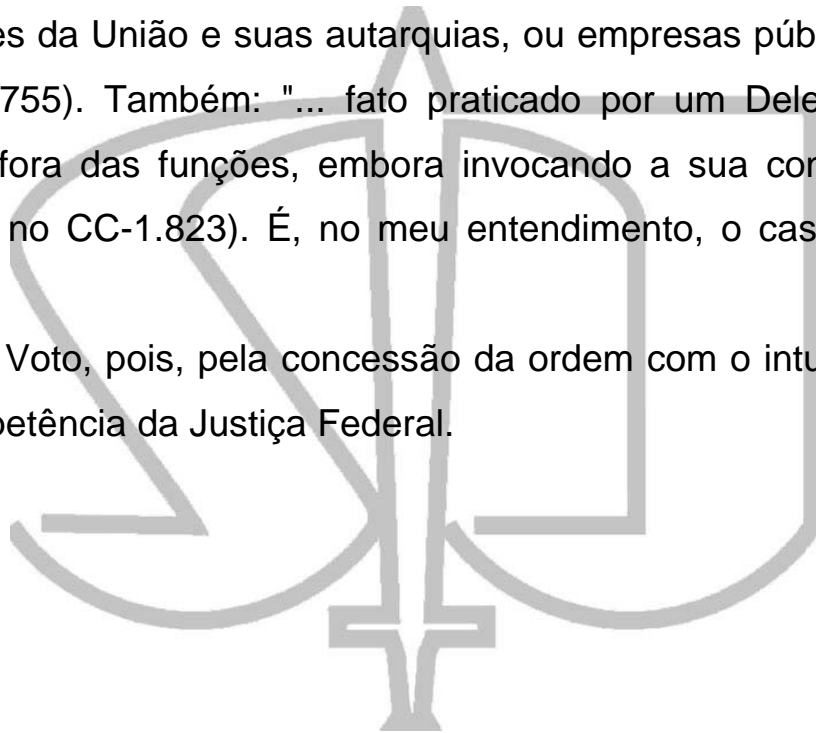 es da União e suas autarquias, ou empresas púb
755). Também: "... fato praticado por um Dele
fora das funções, embora invocando a sua con
no CC-1.823). É, no meu entendimento, o cas
Voto, pois, pela concessão da ordem com o intu
petência da Justiça Federal.